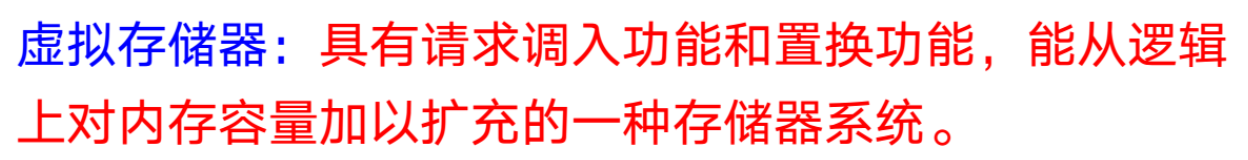 虚拟存储器：具有请求调入功能和置换功能，能从逻辑
上对内存容量加以扩充的一种存储器系统。